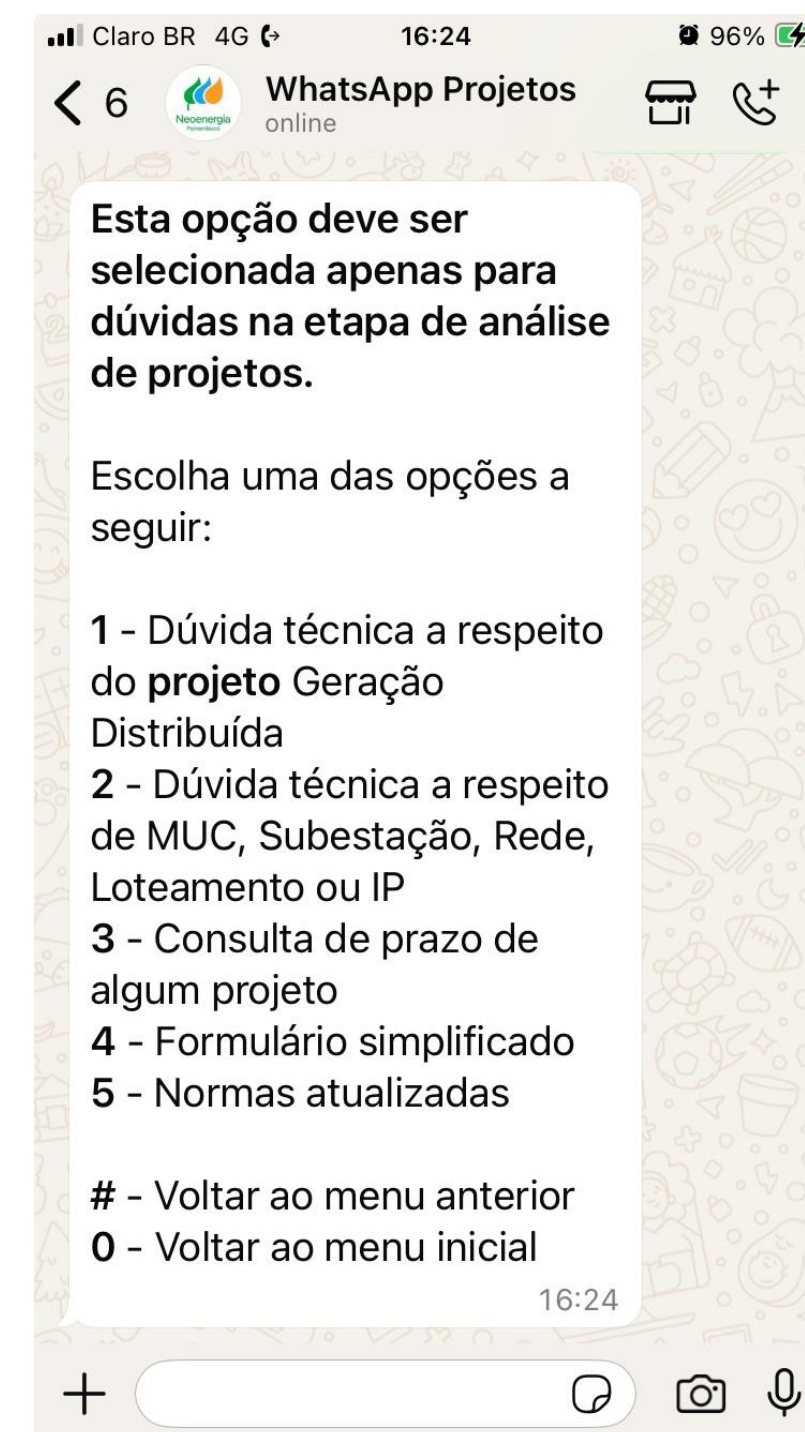 Claro BR 4G 16:24 96%
6 WhatsApp Projetos
online
Neoenergia
Pernambuco
Esta opção deve ser
selecionada apenas para
dúvidas na etapa de análise
de projetos.
Escolha uma das opções a
seguir:
1 - Dúvida técnica a respeito
do projeto Geração
Distribuída
2 - Dúvida técnica a respeito
de MUC, Subestação, Rede,
Loteamento ou IP
3 - Consulta de prazo de
algum projeto
4 - Formulário simplificado
5 - Normas atualizadas
# - Voltar ao menu anterior
0 - Voltar ao menu inicial
16:24